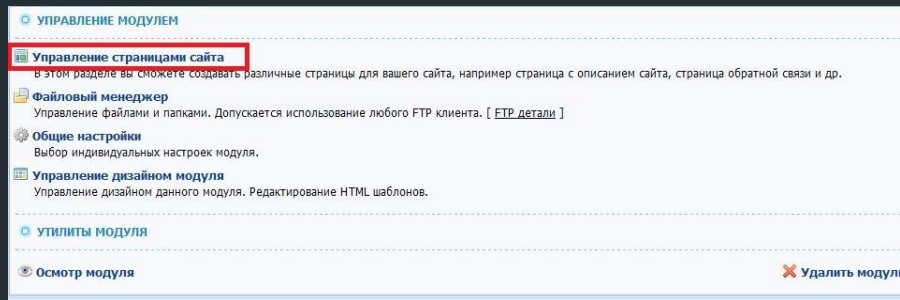 УПРАВЛЕНИЕ МОДУЛЕМ
Управление страницами сайта
В этом разделе вы сможете создавать различные страницы для вашего сайта, например страница с описанием сайта, страница обратной связи и др.
Файловый менеджер
Управление файлами и папками. Допускается использование любого FTP клиента. [ FTP детали ]
Общие настройки
Выбор индивидуальных настроек модуля.
Управление дизайном модуля
Управление дизайном данного модуля. Редактирование HTML шаблонов.
УТИЛИТЫ МОДУЛЯ
Осмотр модуля Удалить модул